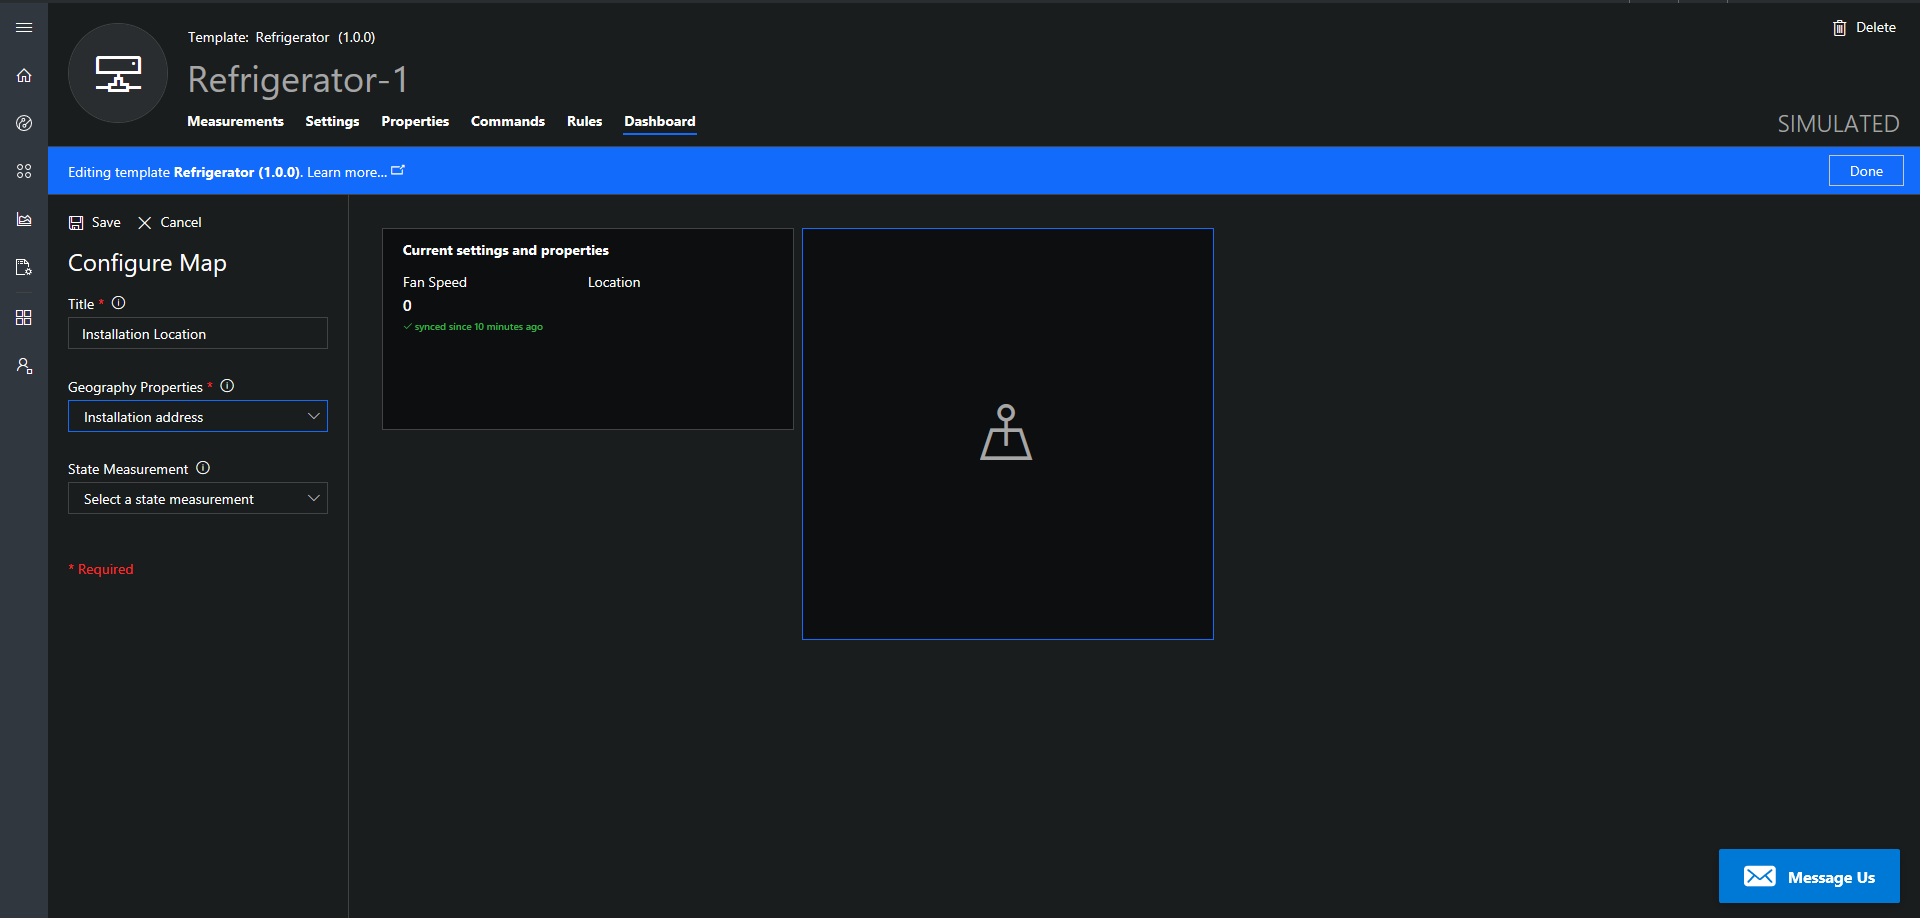 Template: Refrigerator (1.0.0)
Delete
Refrigerator-1
Measurements Settings Properties Commands Rules Dashboard
SIMULATED
Editing template Refrigerator (1.0.0). Learn more...
Done
Save Cancel
Configure Map
Title *
Installation Location
Geography Properties *
Installation address
State Measurement
Select a state measurement
* Required
Current settings and properties
Fan Speed Location
0
synced since 10 minutes ago
Message Us